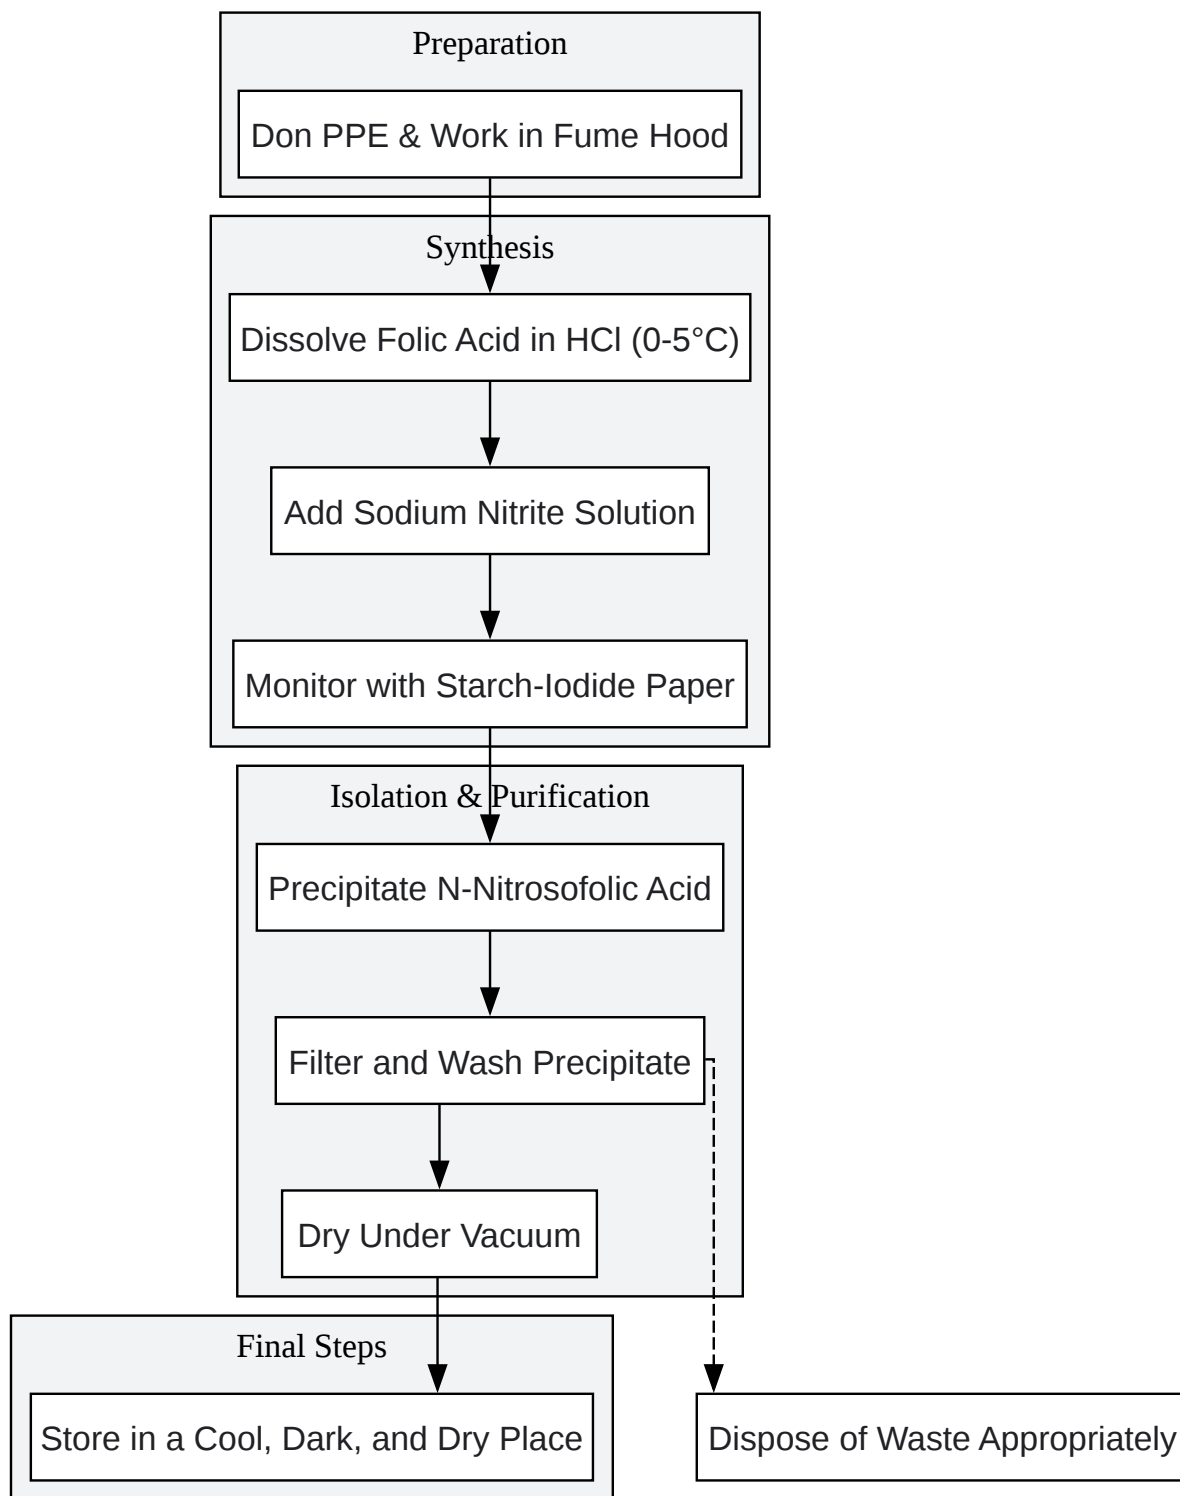 Preparation
Don PPE & Work in Fume Hood
Synthesis
Dissolve Folic Acid in HCl (0-5°C)
Add Sodium Nitrite Solution
Monitor with Starch-Iodide Paper
Isolation & Purification
Precipitate N-Nitrosofolic Acid
Filter and Wash Precipitate
Dry Under Vacuum
Final Steps
Store in a Cool, Dark, and Dry Place
Dispose of Waste Appropriately